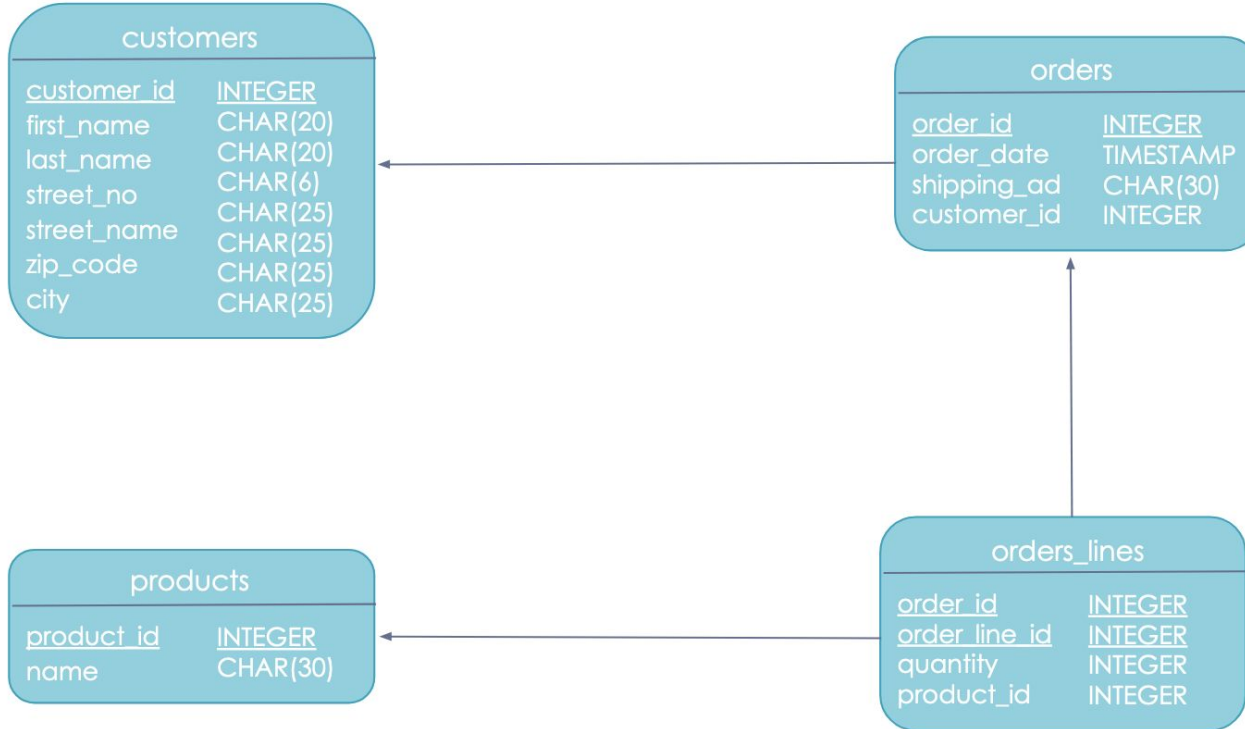 customers
customer_id INTEGER
first_name CHAR(20)
last_name CHAR(20)
street_no CHAR(6)
street_name CHAR(25)
zip_code CHAR(25)
city CHAR(25)
CHAR(25)
orders
order_id INTEGER
order_date TIMESTAMP
shipping_ad CHAR(30)
customer_id INTEGER
products
product_id INTEGER
name CHAR(30)
orders_lines
order_id INTEGER
order_line_id INTEGER
quantity INTEGER
product_id INTEGER